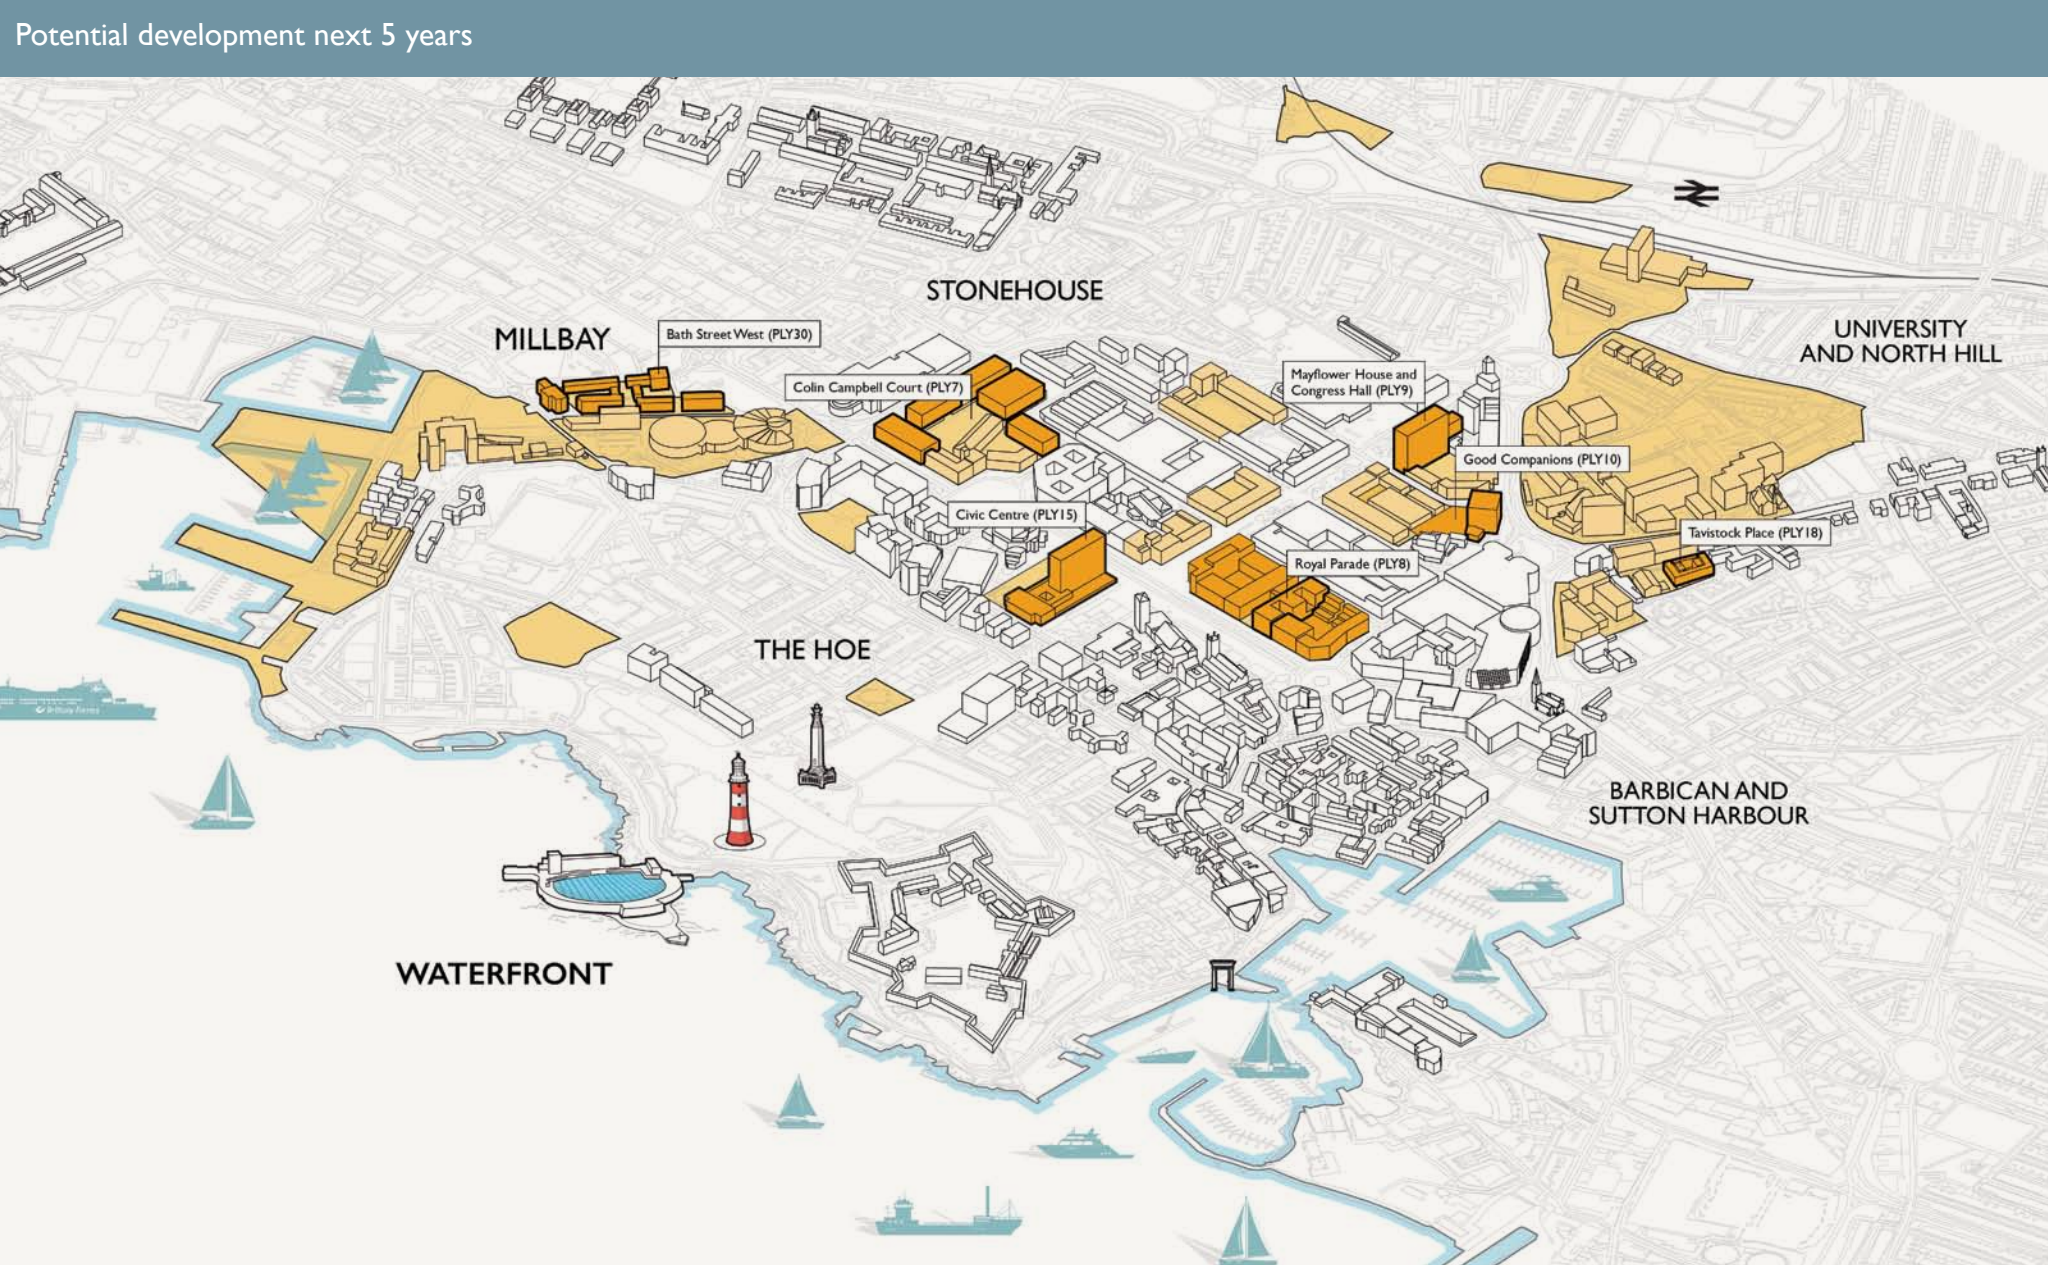 Potential development next 5 years
STONEHOUSE
MILLBAY
Bath Street West (PLY30)
UNIVERSITY
AND NORTH HILL
Colin Campbell Court (PLY7)
Mayflower House and
Congress Hall (PLY9)
Good Companions (PLY10)
Civic Centre (PLY15)
Tavistock Place (PLY18)
Royal Parade (PLY8)
THE HOE
Brittany Ferries
BARBICAN AND
SUTTON HARBOUR
WATERFRONT